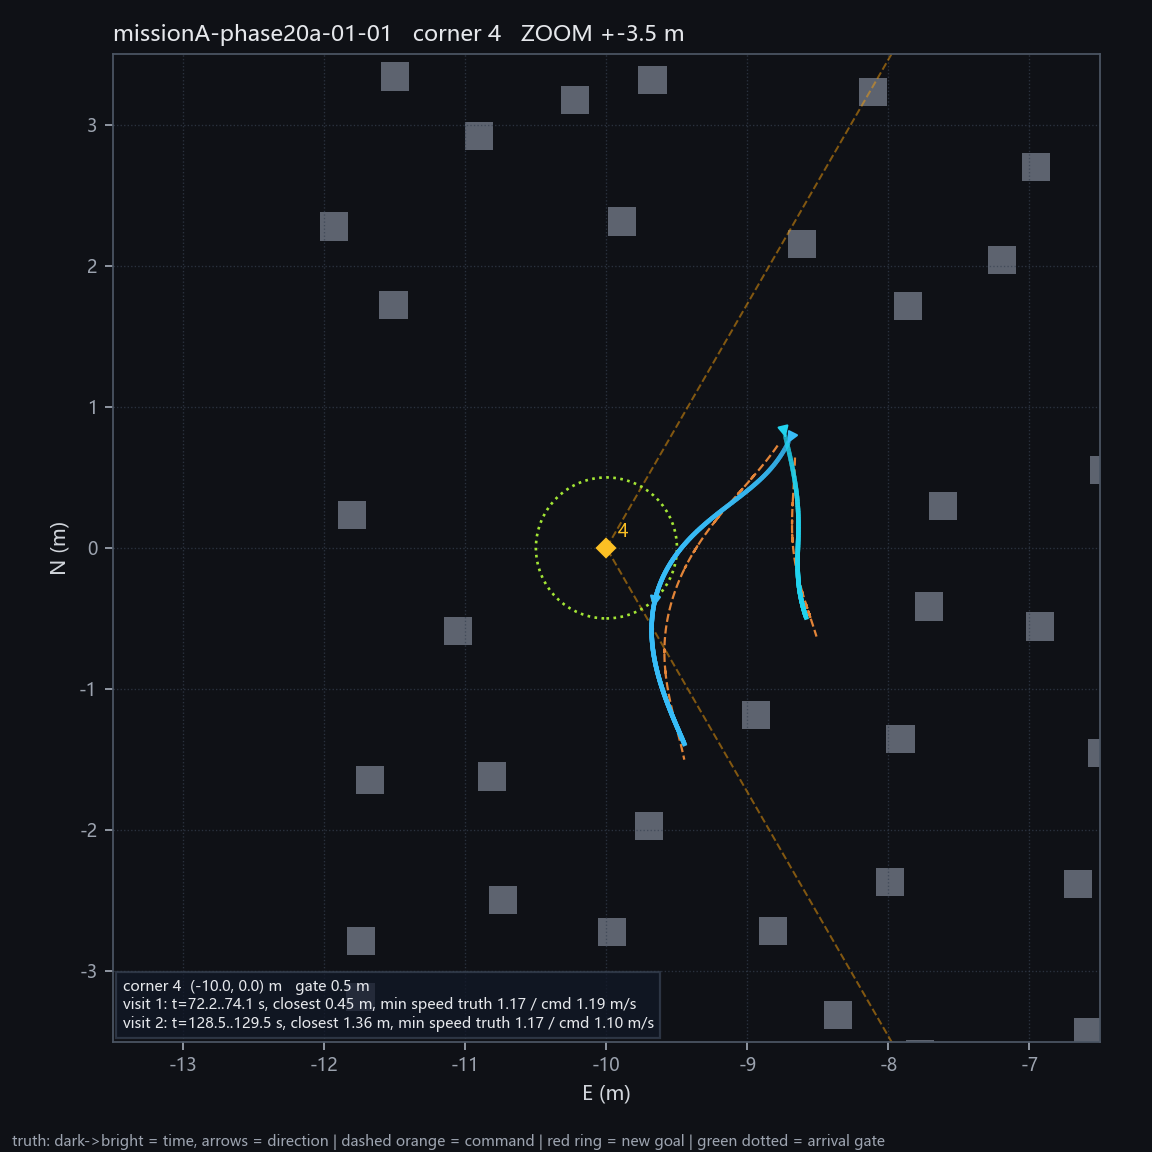 missionA-phase20a-01-01 corner 4 ZOOM +-3.5 m
3
2
1
0
-1
-2
-3
N (m)
4
corner 4 (-10.0, 0.0) m gate 0.5 m
visit 1: t=72.2..74.1 s, closest 0.45 m, min speed truth 1.17 / cmd 1.19 m/s
visit 2: t=128.5..129.5 s, closest 1.36 m, min speed truth 1.17 / cmd 1.10 m/s
-13 -12 -11 -10 -9 -8 -7
E (m)
truth: dark->bright = time, arrows = direction | dashed orange = command | red ring = new goal | green dotted = arrival gate